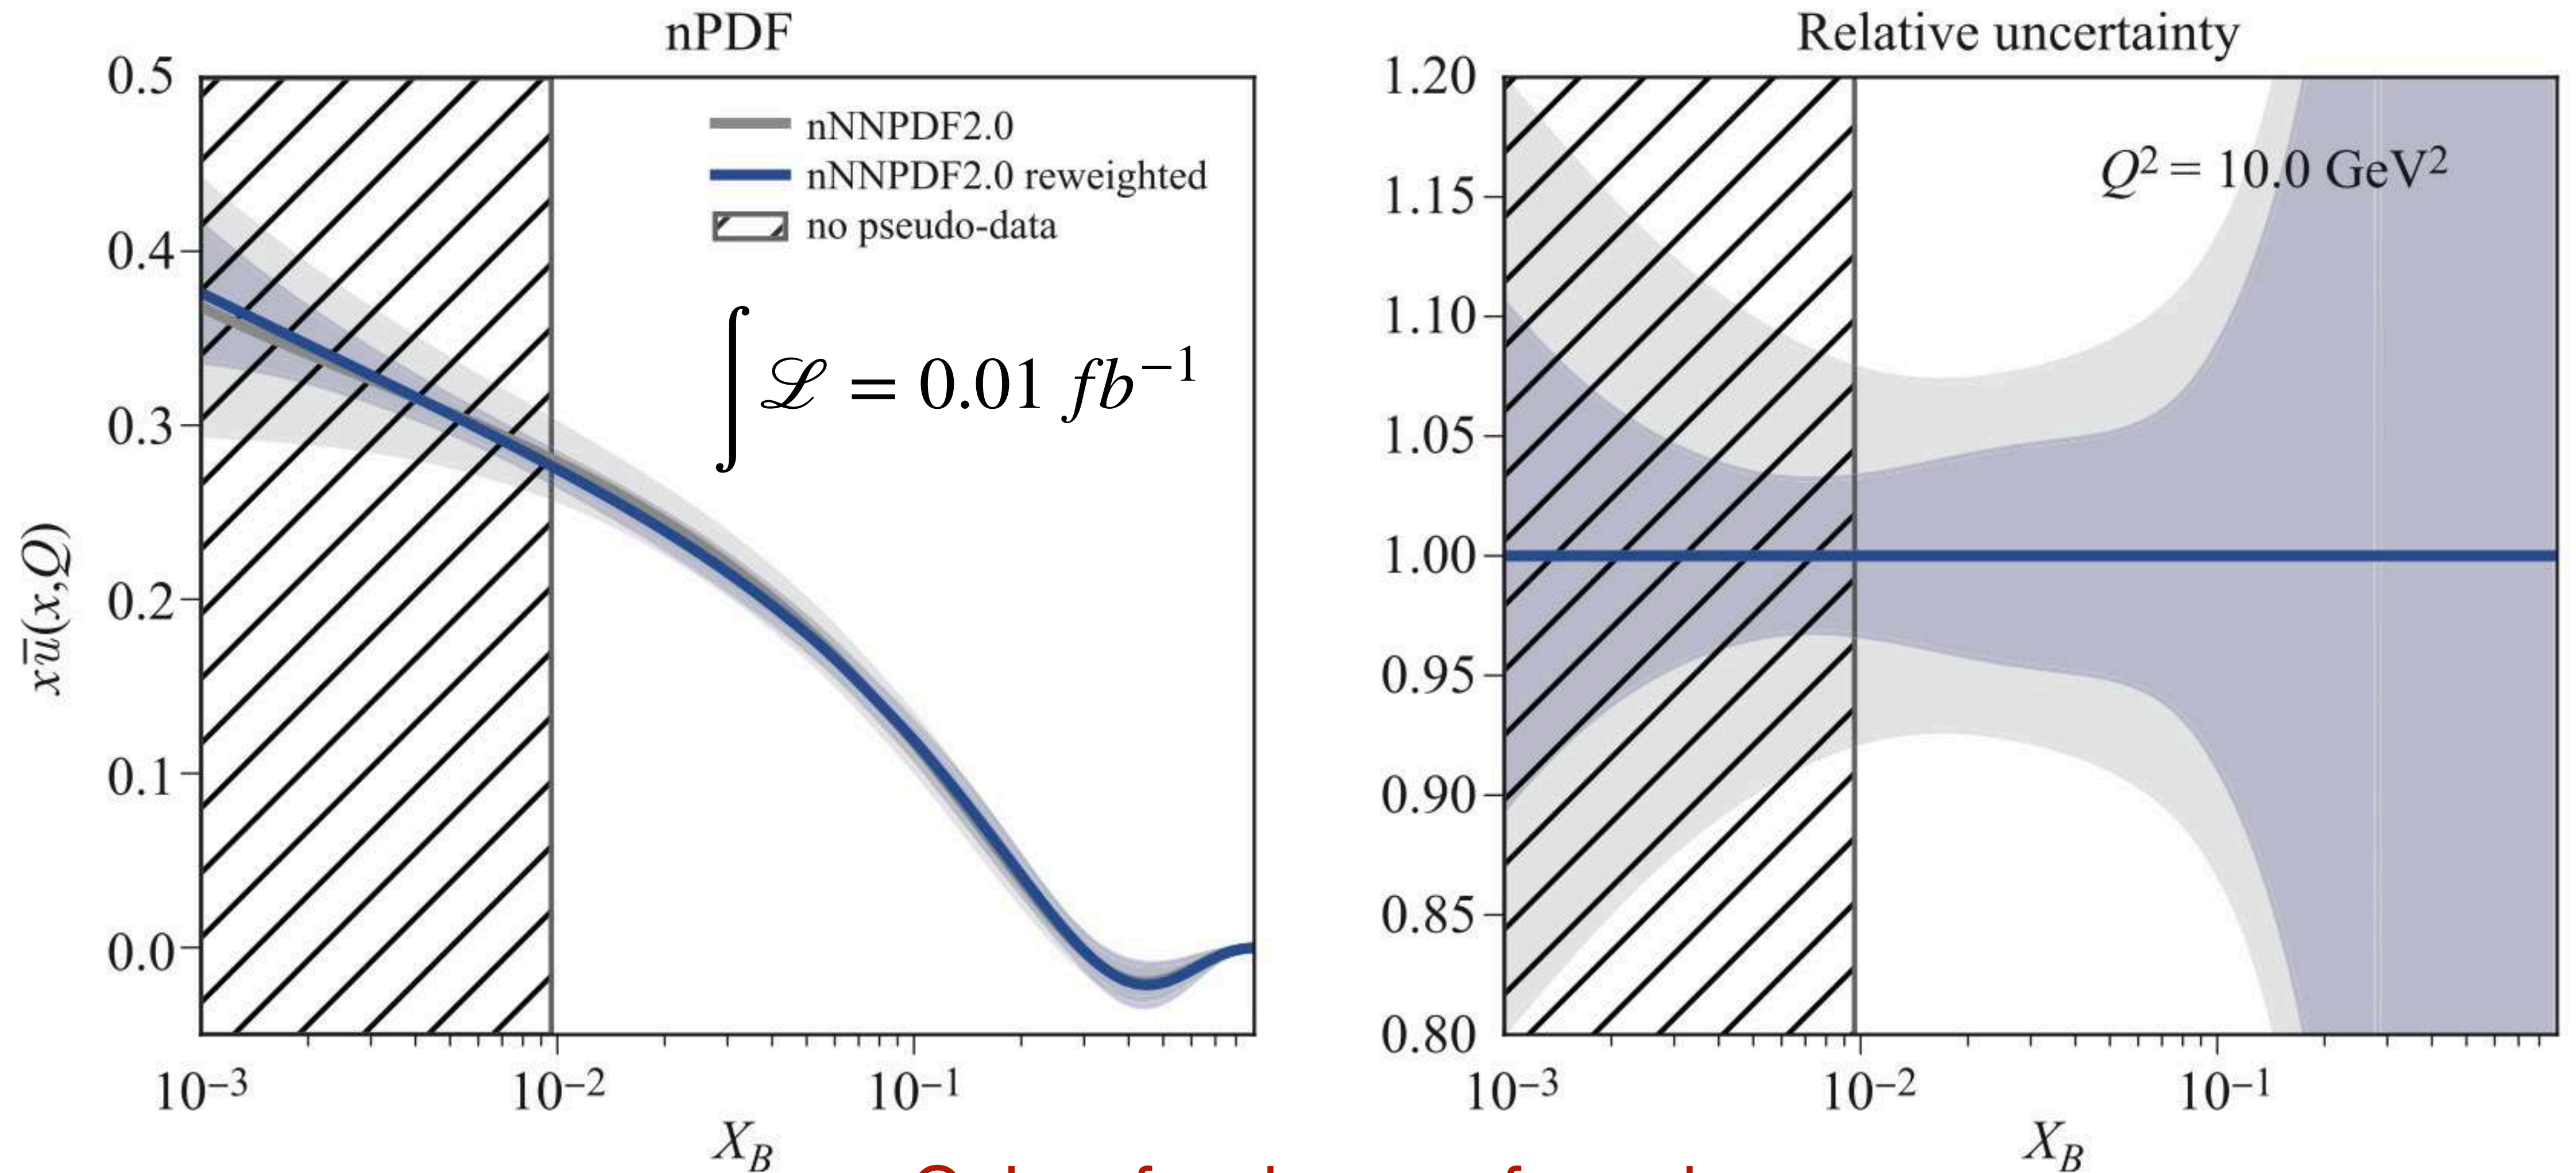 nPDF
0.5
0.4
0.3
0.2
0.1
0.0
xū(x,Q)
nNNPDF2.0
nNNPDF2.0 reweighted
no pseudo-data
∫ℒ = 0.01 fb⁻¹
10⁻³ 10⁻² 10⁻¹
X_B
Relative uncertainty
1.20
1.15
1.10
1.05
1.00
0.95
0.90
0.85
0.80
Q² = 10.0 GeV²
10⁻³ 10⁻² 10⁻¹
X_B